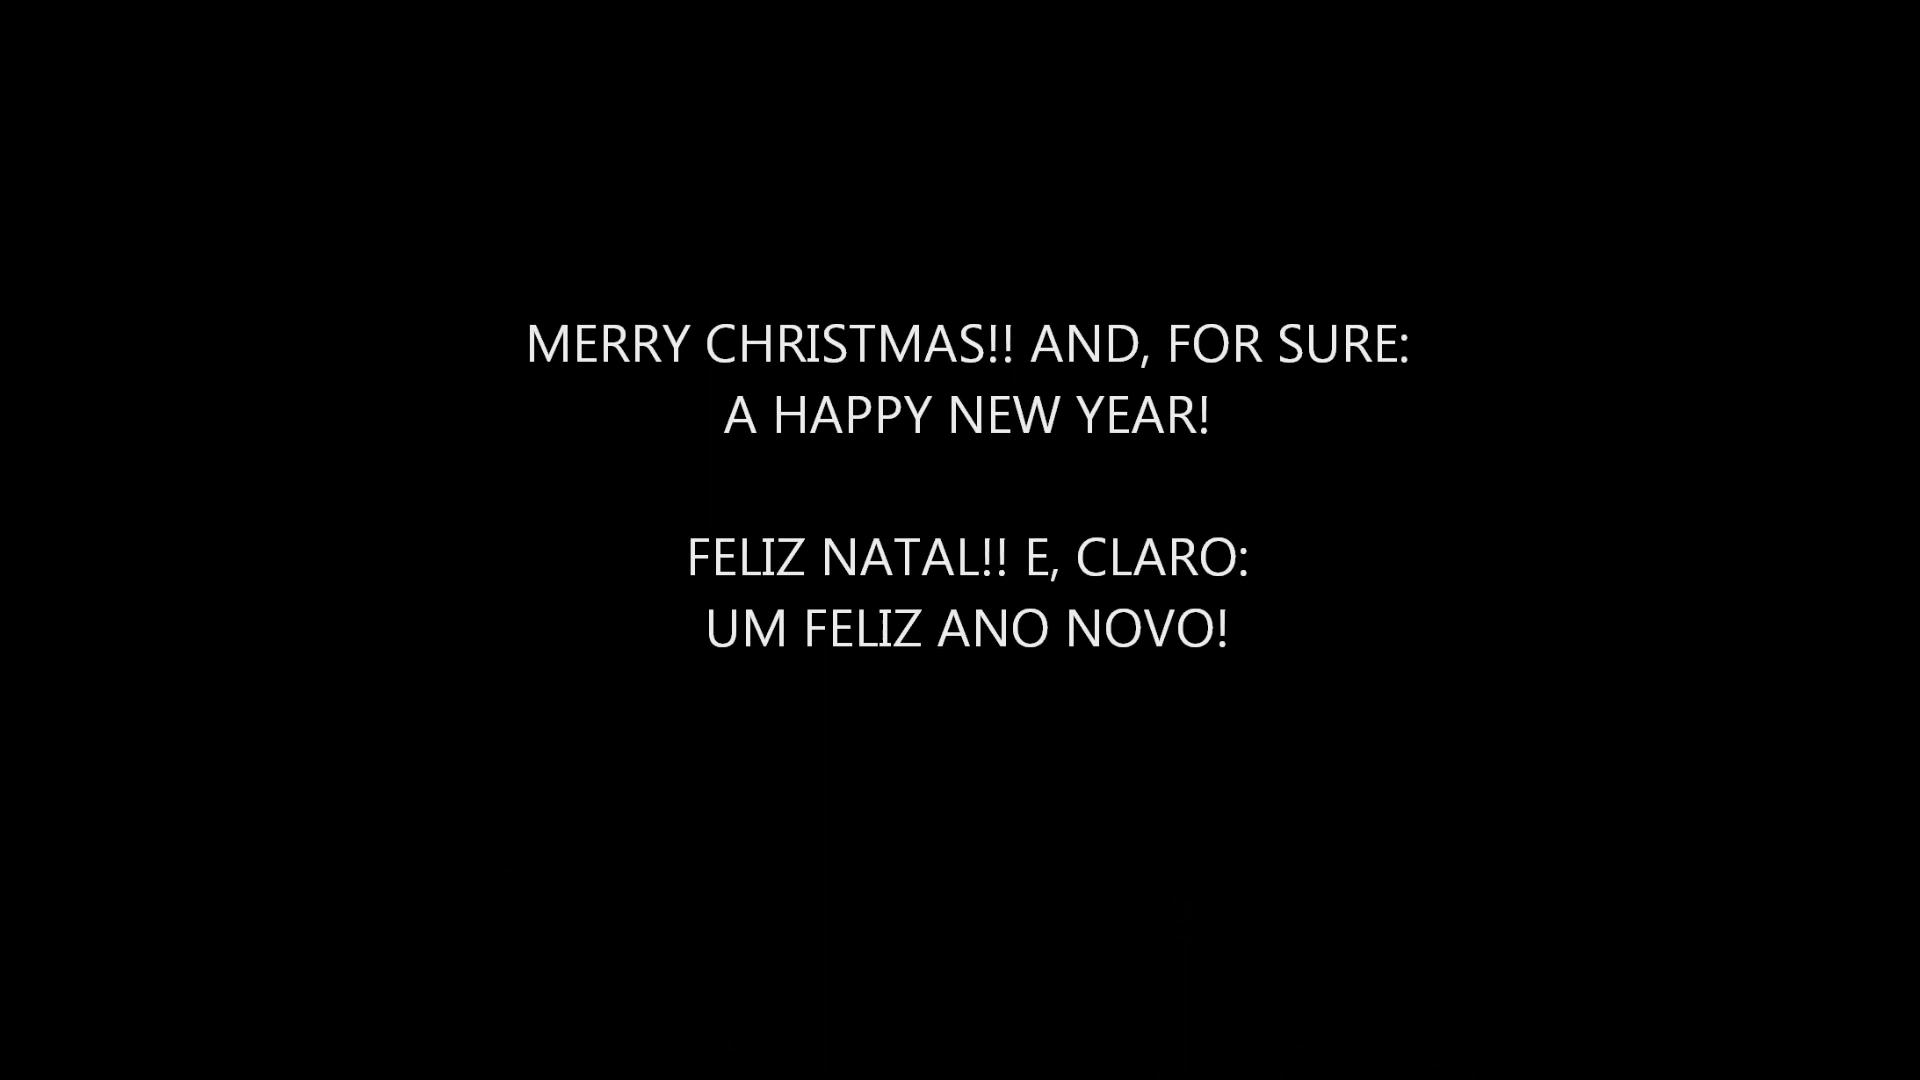 MERRY CHRISTMAS!! AND, FOR SURE:
A HAPPY NEW YEAR!
FELIZ NATAL!! E, CLARO:
UM FELIZ ANO NOVO!